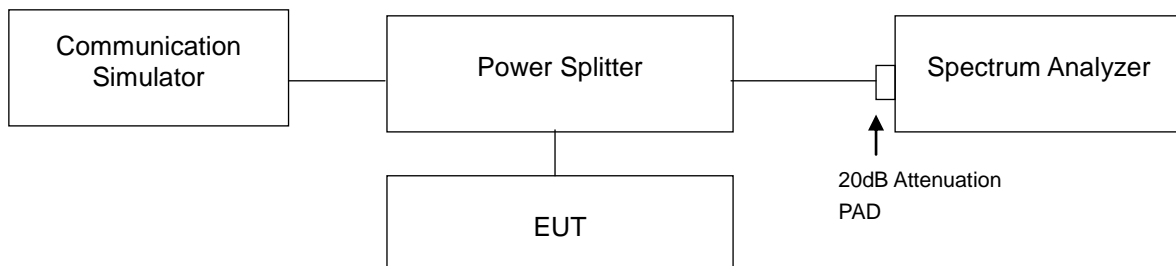 Communication
Simulator
Power Splitter
Spectrum Analyzer
20dB Attenuation
PAD
EUT